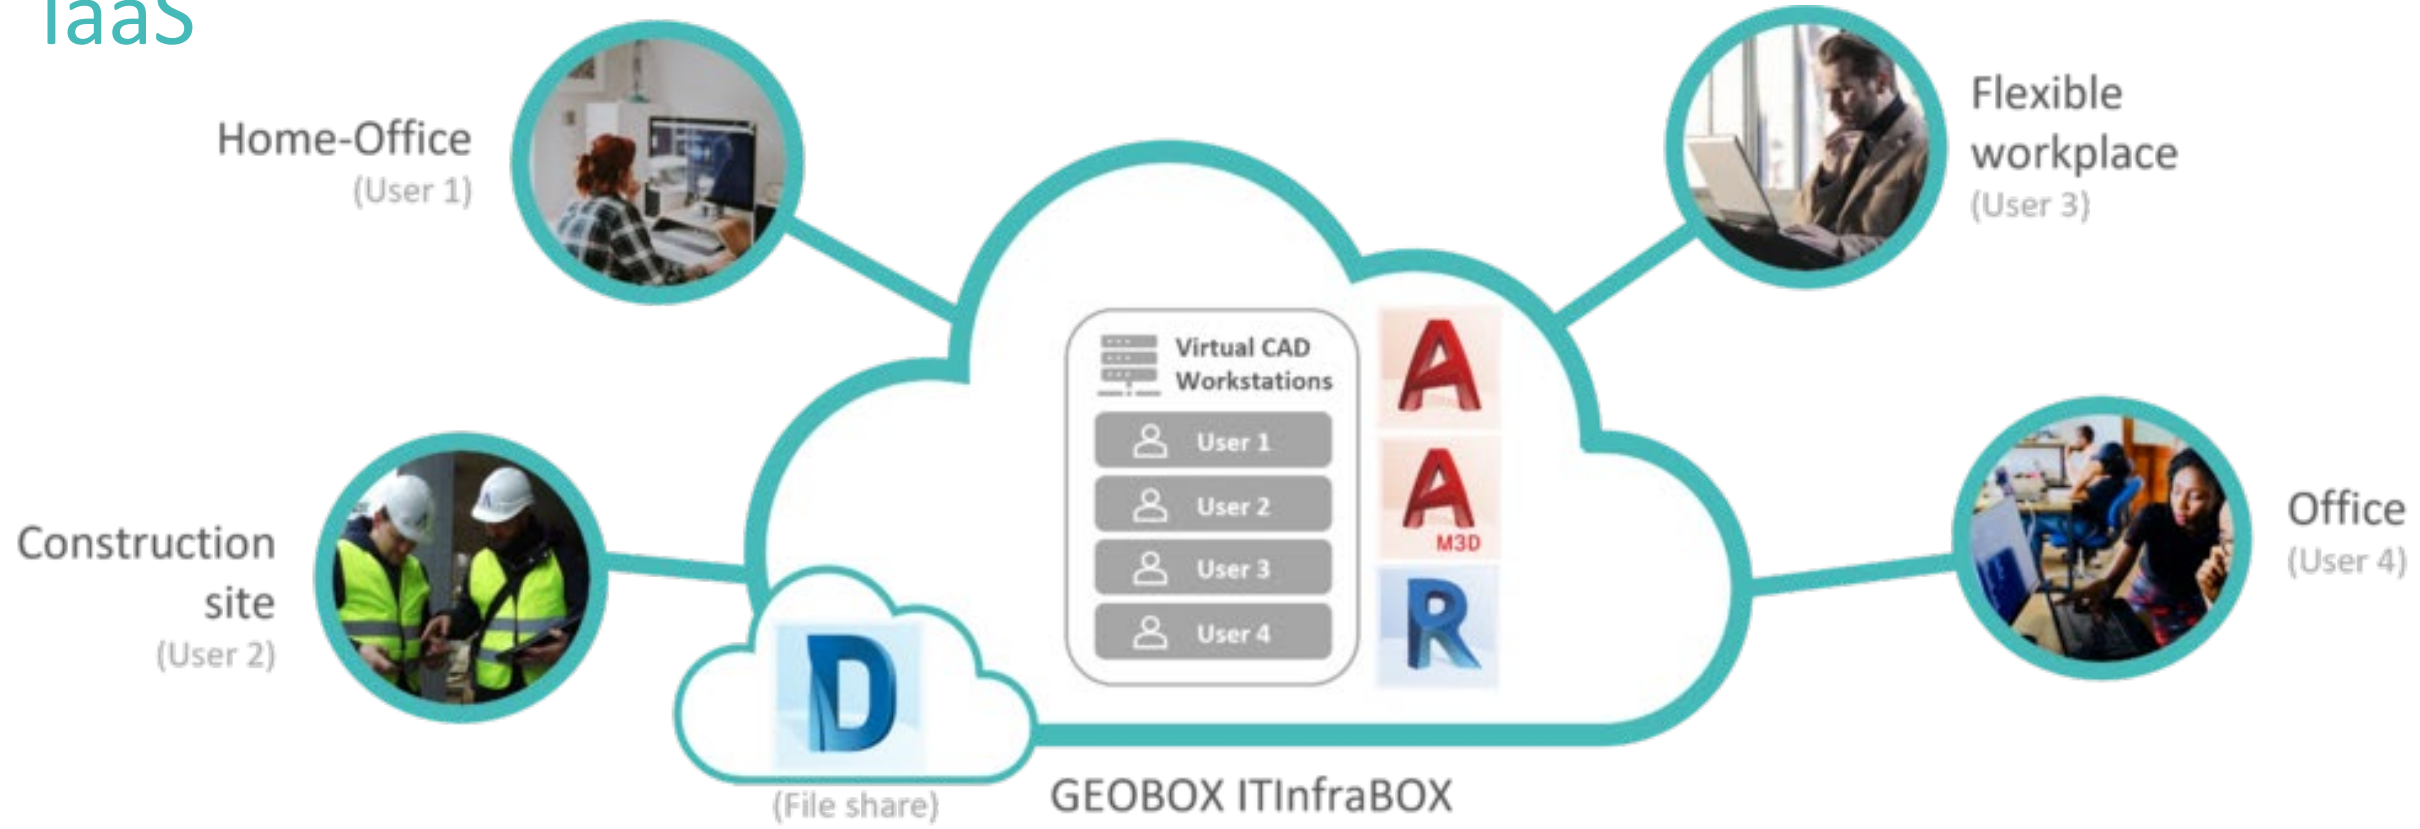 IaaS
Home-Office
(User 1)
Flexible
workplace
(User 3)
Construction
site
(User 2)
Virtual CAD
Workstations
User 1
User 2
User 3
User 4
A
A
M3D
R
D
(File share)
GEOBOX ITInfraBOX
Office
(User 4)